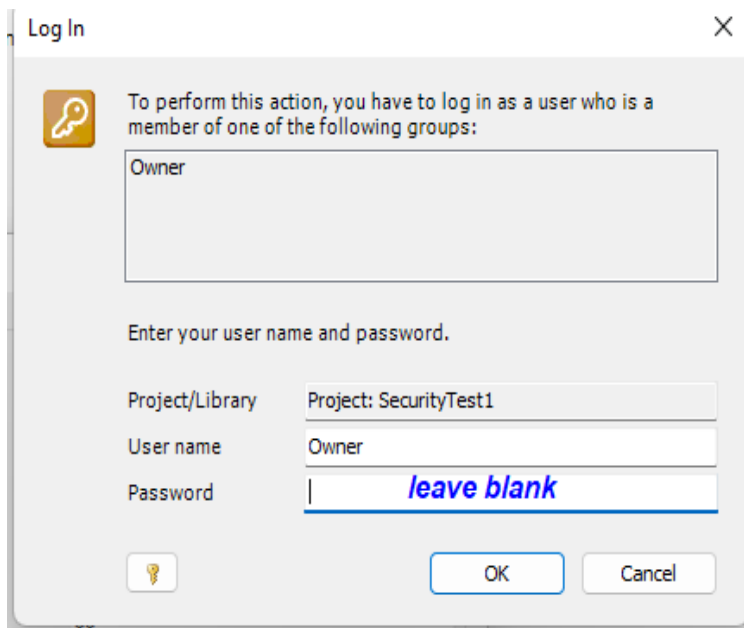 Log In
To perform this action, you have to log in as a user who is a
member of one of the following groups:
Owner
Enter your user name and password.
Project/Library Project: SecurityTest1
User name Owner
Password leave blank
OK Cancel